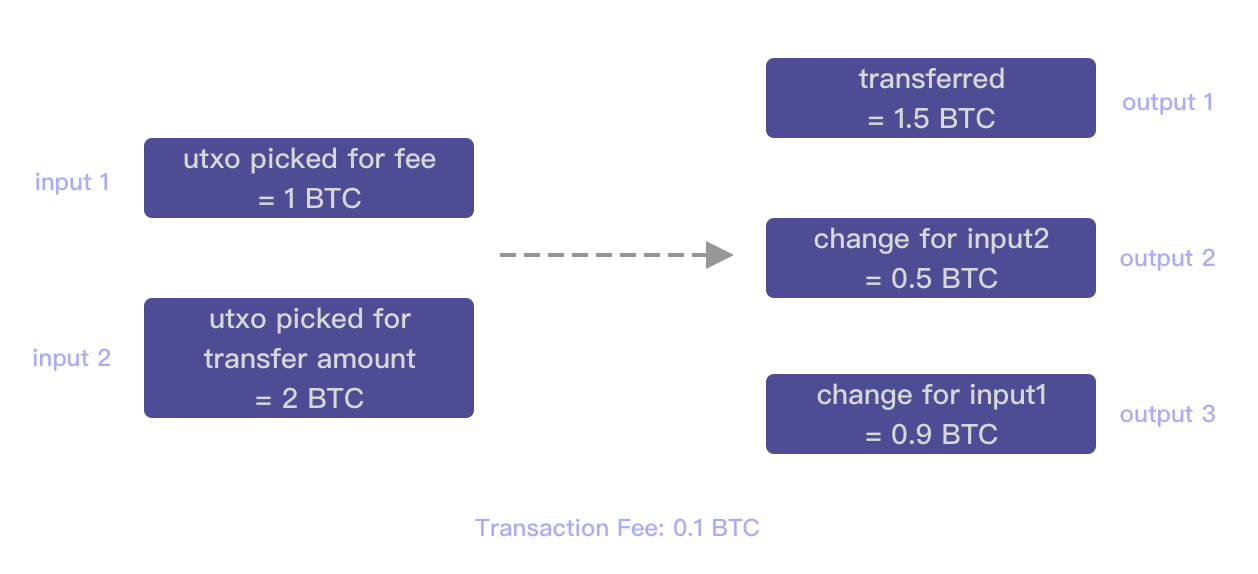 input 1
utxo picked for fee
= 1 BTC
input 2
utxo picked for
transfer amount
= 2 BTC
transferred
= 1.5 BTC
output 1
change for input2
= 0.5 BTC
output 2
change for input1
= 0.9 BTC
output 3
Transaction Fee: 0.1 BTC